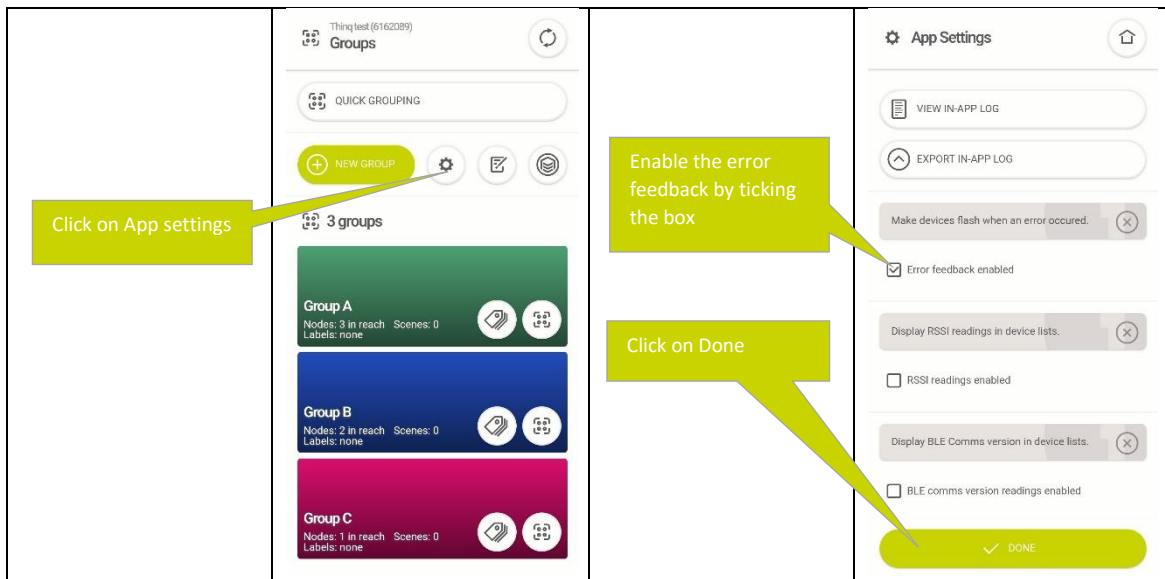 Click on App settings
Thinq test (6162089)
Groups
QUICK GROUPING
NEW GROUP
3 groups
Group A
Nodes: 3 in reach Scenes: 0
Labels: none
Group B
Nodes: 2 in reach Scenes: 0
Labels: none
Group C
Nodes: 1 in reach Scenes: 0
Labels: none
Enable the error
feedback by ticking
the box
Click on Done
App Settings
VIEW IN-APP LOG
EXPORT IN-APP LOG
Make devices flash when an error occured.
Error feedback enabled
Display RSSI readings in device lists.
RSSI readings enabled
Display BLE Comms version in device lists.
BLE comms version readings enabled
DONE